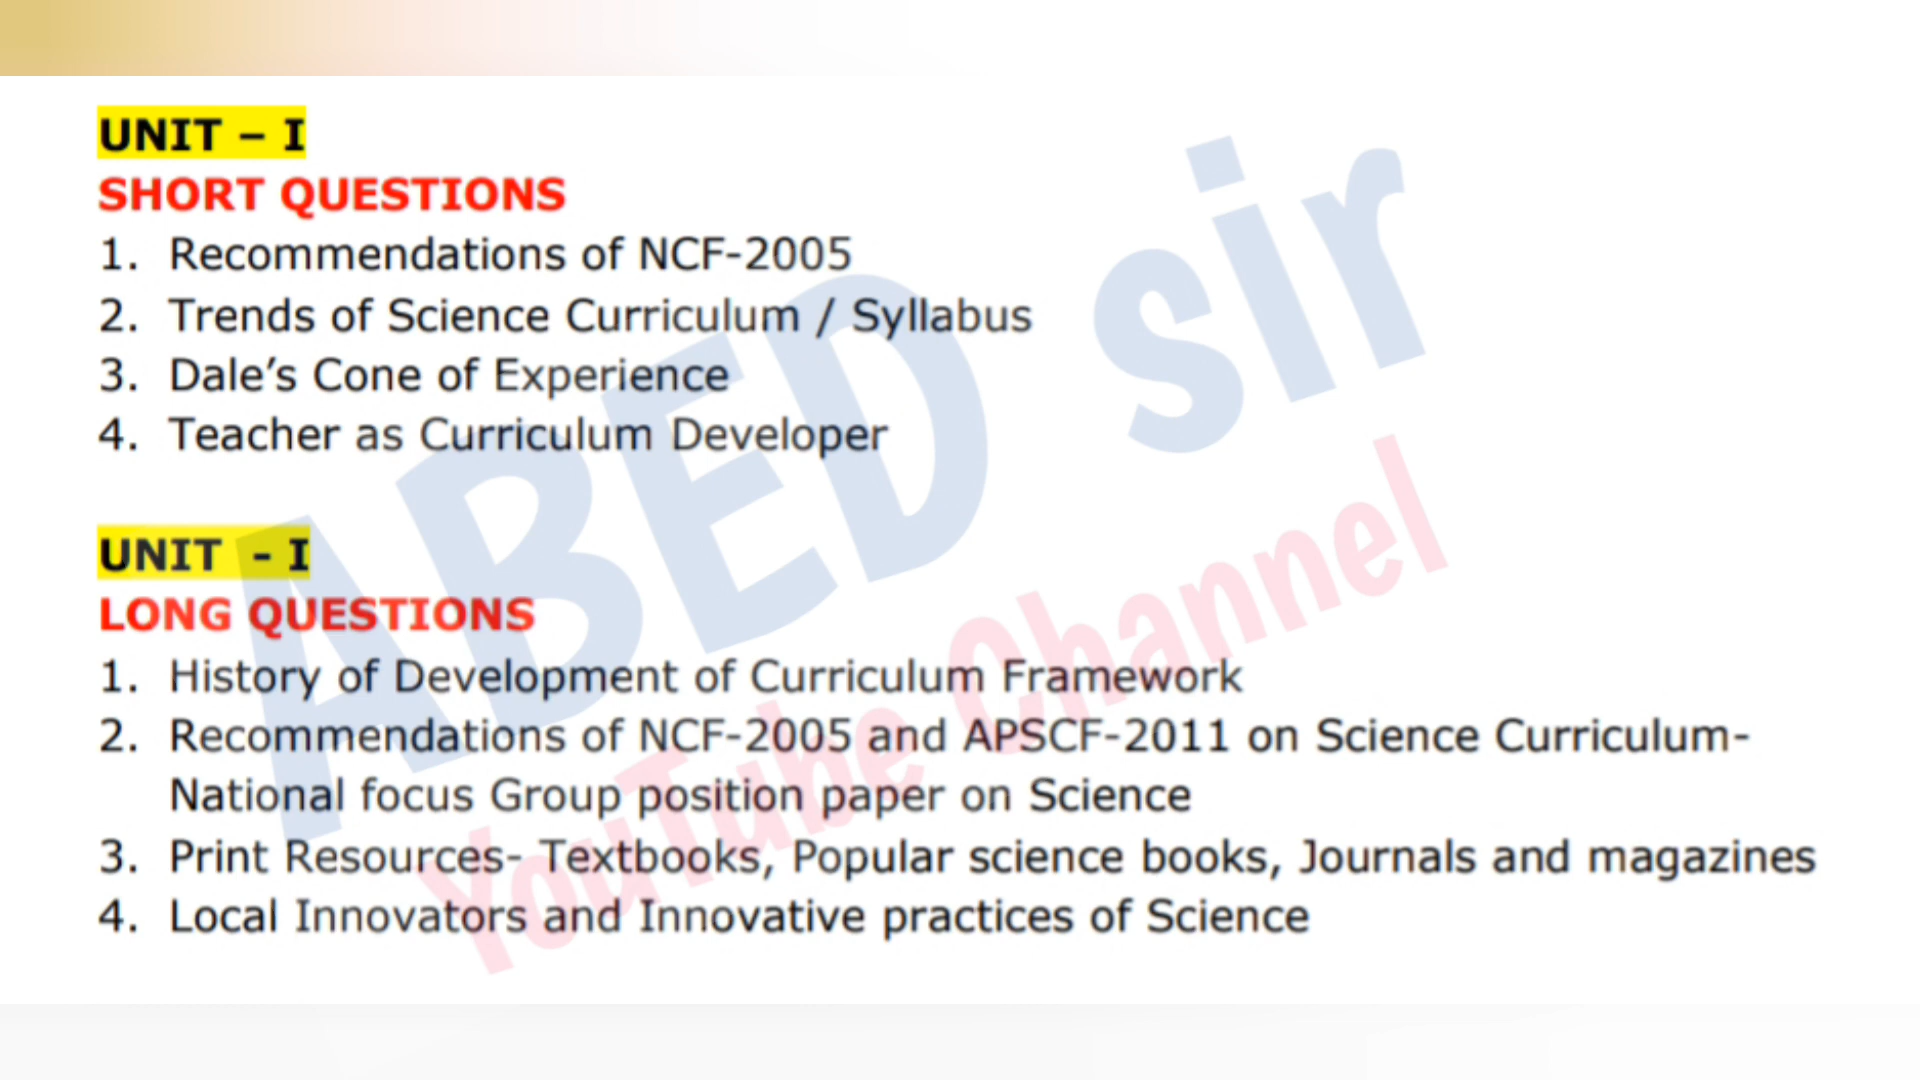 UNIT – I
SHORT QUESTIONS
1. Recommendations of NCF-2005
2. Trends of Science Curriculum / Syllabus
3. Dale’s Cone of Experience
4. Teacher as Curriculum Developer
UNIT - I
LONG QUESTIONS
1. History of Development of Curriculum Framework
2. Recommendations of NCF-2005 and APSCF-2011 on Science Curriculum-
National focus Group position paper on Science
3. Print Resources- Textbooks, Popular science books, Journals and magazines
4. Local Innovators and Innovative practices of Science
ABED sir
YouTube Channel